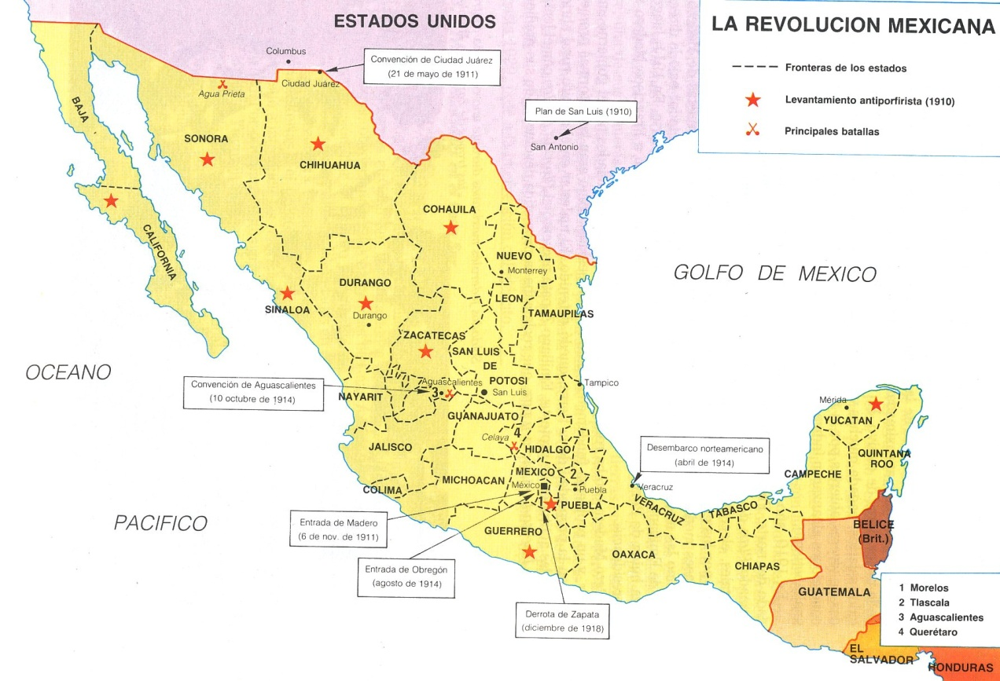 ESTADOS UNIDOS
LA REVOLUCION MEXICANA
Fronteras de los estados
Levantamiento antiporfirista (1910)
Principales batallas
Columbus
Convención de Ciudad Juárez
(21 de mayo de 1911)
Ciudad Juárez
Agua Prieta
Plan de San Luis (1910)
San Antonio
BAJA
CALIFORNIA
SONORA
CHIHUAHUA
COHAUILA
NUEVO
LEON
Monterrey
DURANGO
Durango
SINALOA
TAMAUPILAS
ZACATECAS
SAN LUIS
DE
POTOSI
San Luis
GOLFO DE MEXICO
OCEANO
PACIFICO
Convención de Aguascalientes
(10 octubre de 1914)
Aguascalientes
3
NAYARIT
Tampico
GUANAJUATO
4
Celaya
HIDALGO
JALISCO
MEXICO
2
México
Puebla
MICHOACAN
COLIMA
1
PUEBLA
Desembarco norteamericano
(abril de 1914)
Veracruz
VERACRUZ
TABASCO
Mérida
YUCATAN
QUINTANA
ROO
CAMPECHE
Entrada de Madero
(6 de nov. de 1911)
Entrada de Obregón
(agosto de 1914)
GUERRERO
OAXACA
CHIAPAS
Derrota de Zapata
(diciembre de 1918)
BELICE
(Brit.)
GUATEMALA
EL
SALVADOR
HONDURAS
1 Morelos
2 Tlascala
3 Aguascalientes
4 Querétaro